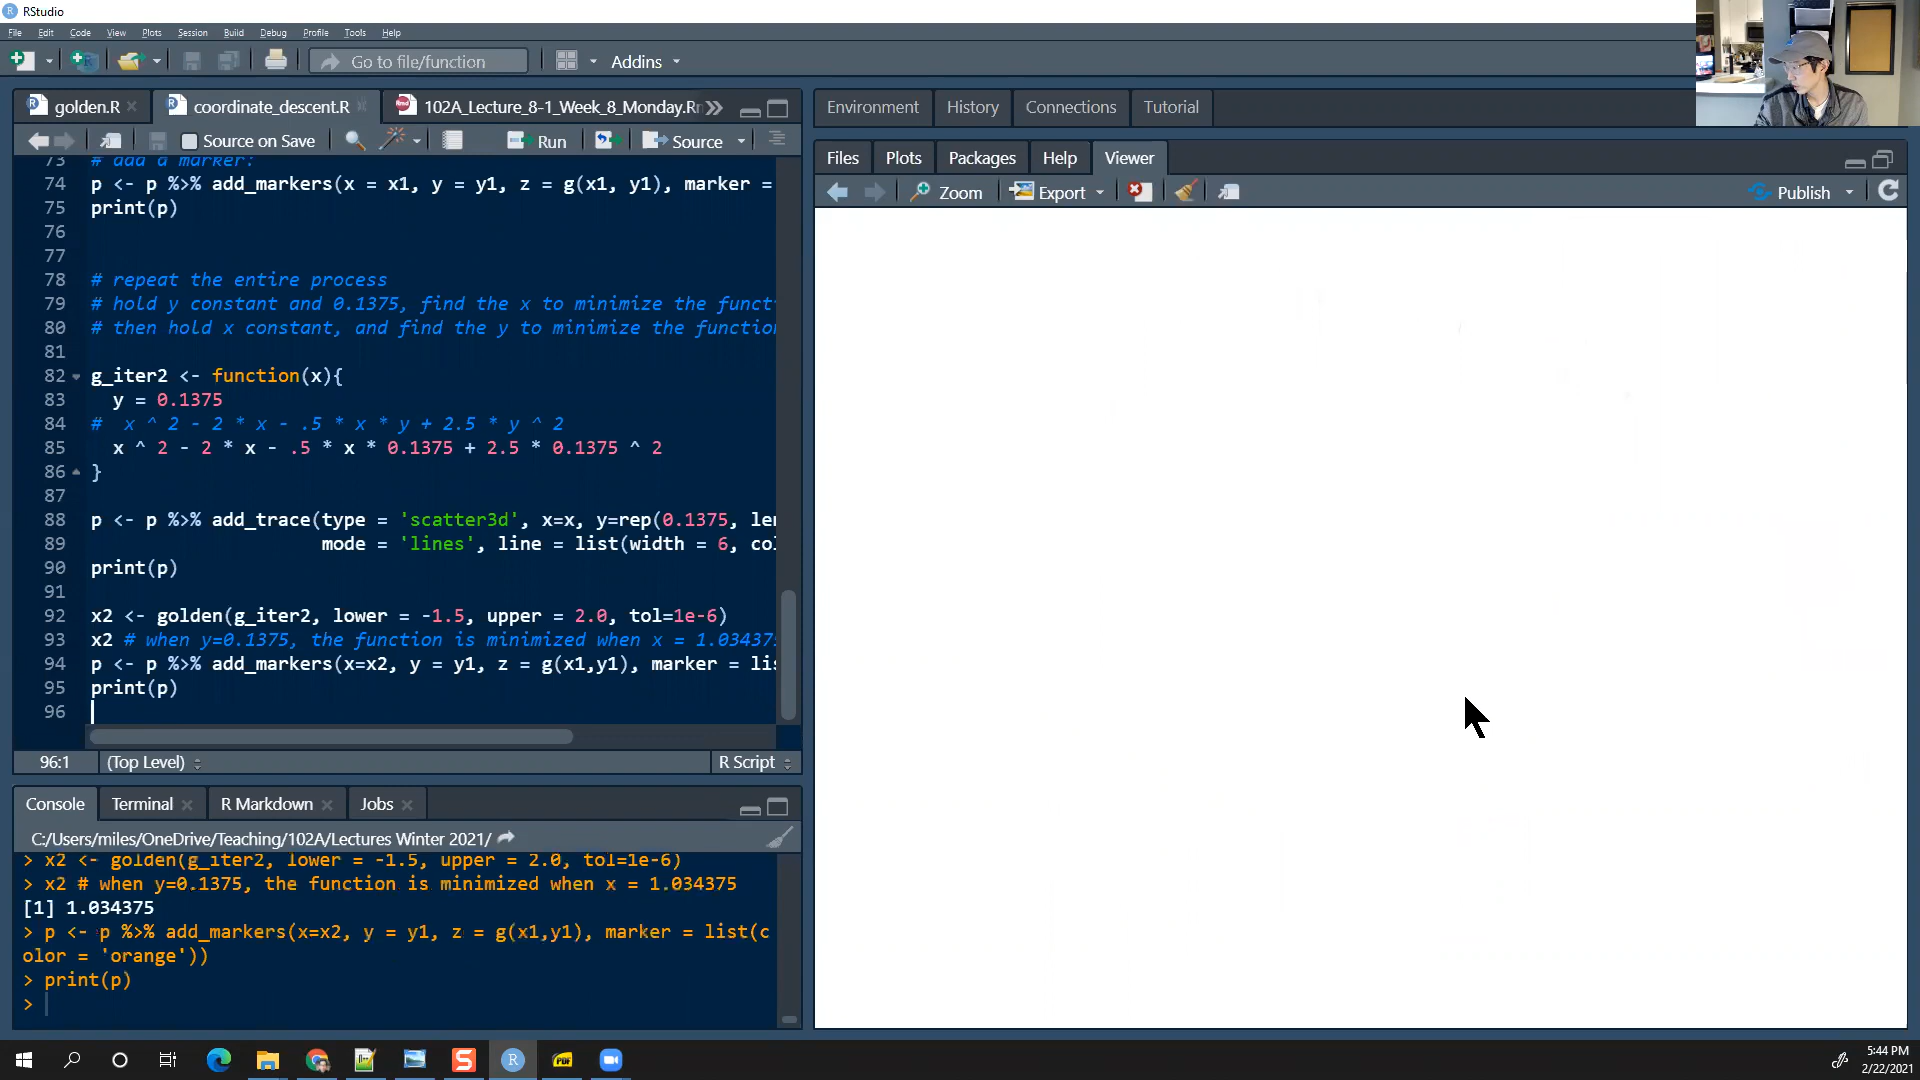 RStudio
File Edit Code View Plots Session Build Debug Profile Tools Help
Go to file/function Addins
golden.R coordinate_descent.R 102A_Lecture_8-1_Week_8_Monday.Rr
Source on Save Run Source
73 # add a marker:
74 p <- p %>% add_markers(x = x1, y = y1, z = g(x1, y1), marker =
75 print(p)
76
77
78 # repeat the entire process
79 # hold y constant and 0.1375, find the x to minimize the funct
80 # then hold x constant, and find the y to minimize the function
81
82 g_iter2 <- function(x){
83 y = 0.1375
84 # x ^ 2 - 2 * x - .5 * x * y + 2.5 * y ^ 2
85 x ^ 2 - 2 * x - .5 * x * 0.1375 + 2.5 * 0.1375 ^ 2
86 }
87
88 p <- p %>% add_trace(type = 'scatter3d', x=x, y=rep(0.1375, len
89 mode = 'lines', line = list(width = 6, col
90 print(p)
91
92 x2 <- golden(g_iter2, lower = -1.5, upper = 2.0, tol=1e-6)
93 x2 # when y=0.1375, the function is minimized when x = 1.034375
94 p <- p %>% add_markers(x=x2, y = y1, z = g(x1,y1), marker = lis
95 print(p)
96
96:1 (Top Level) R Script
Console Terminal R Markdown Jobs
C:/Users/miles/OneDrive/Teaching/102A/Lectures Winter 2021/
> x2 <- golden(g_iter2, lower = -1.5, upper = 2.0, tol=1e-6)
> x2 # when y=0.1375, the function is minimized when x = 1.034375
[1] 1.034375
> p <- p %>% add_markers(x=x2, y = y1, z = g(x1,y1), marker = list(c
olor = 'orange'))
> print(p)
>
Environment History Connections Tutorial
Files Plots Packages Help Viewer
Zoom Export Publish
5:44 PM
2/22/2021